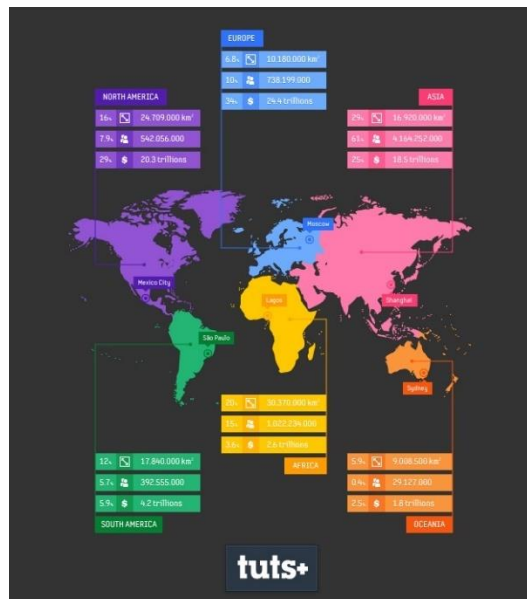 EUROPE
6.8% 10.180.000 km²
10% 738.199.000
34% $ 24.4 trillions
NORTH AMERICA
16% 24.709.000 km²
7.9% 542.056.000
29% $ 20.3 trillions
ASIA
29% 16.920.000 km²
61% 4.164.252.000
25% $ 18.5 trillions
Moscow
Mexico City
Lagos
Shanghai
São Paulo
Sydney
20% 30.370.000 km²
15% 1.022.234.000
3.6% $ 2.6 trillions
AFRICA
12% 17.840.000 km²
5.7% 392.555.000
5.9% $ 4.2 trillions
SOUTH AMERICA
5.9% 9.008.500 km²
0.4% 29.127.000
2.5% $ 1.8 trillions
OCEANIA
tuts+